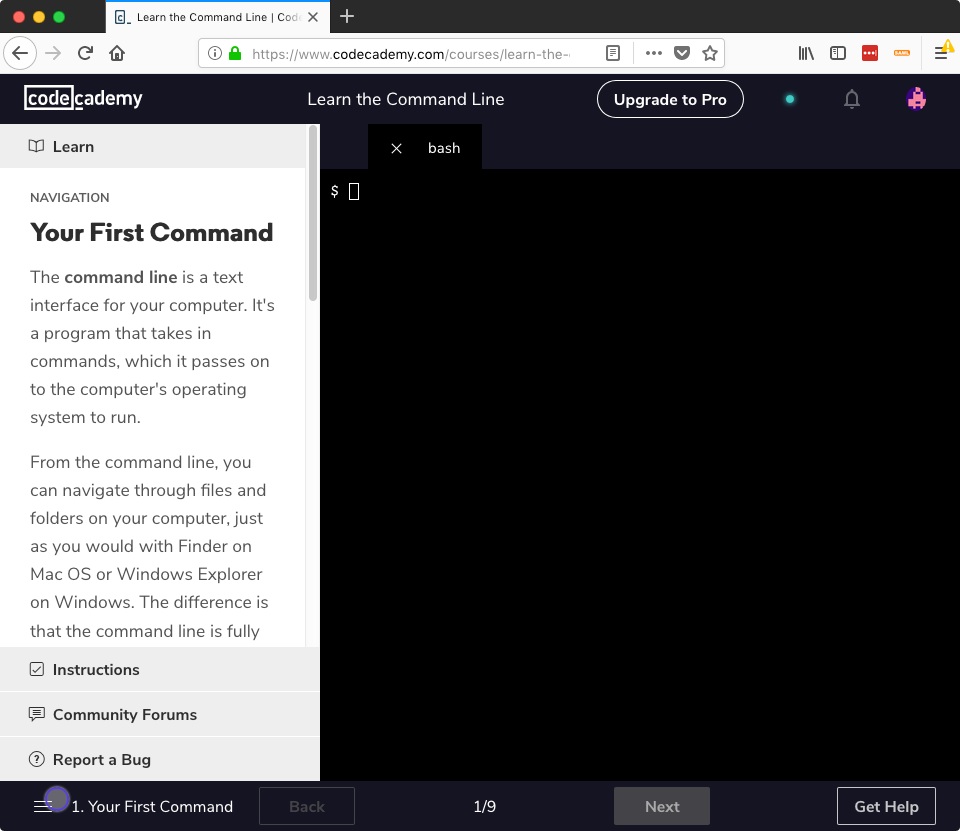 Learn the Command Line | Cod
https://www.codecademy.com/courses/learn-the-
codecademy
Learn the Command Line
Upgrade to Pro
Learn
bash
$
NAVIGATION
Your First Command
The command line is a text
interface for your computer. It's
a program that takes in
commands, which it passes on
to the computer's operating
system to run.
From the command line, you
can navigate through files and
folders on your computer, just
as you would with Finder on
Mac OS or Windows Explorer
on Windows. The difference is
that the command line is fully
Instructions
Community Forums
Report a Bug
1. Your First Command
Back
1/9
Next
Get Help